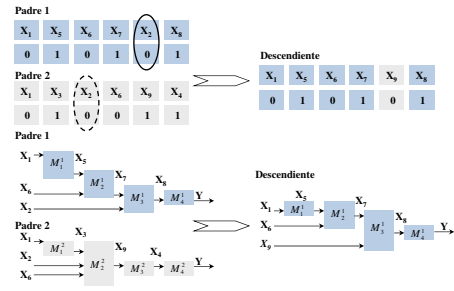 Padre 1
X₁ X₅ X₆ X₇ X₂ X₈
0 1 0 1 0 1
Padre 2
X₁ X₃ X₂ X₆ X₉ X₄
0 1 0 0 1 1
Descendiente
X₁ X₅ X₆ X₇ X₉ X₈
0 1 0 1 0 1
Padre 1
X₁ M₁¹ X₅
X₆ M₂¹ X₇
X₂ M₃¹ X₈ M₄¹ Y
Padre 2
X₁ M₁² X₃
X₂ M₂² X₉ M₃² X₄ M₄² Y
X₆
Descendiente
X₁ M₁¹ X₅
X₆ M₂¹ X₇
X₉ M₃¹ X₈ M₄¹ Y